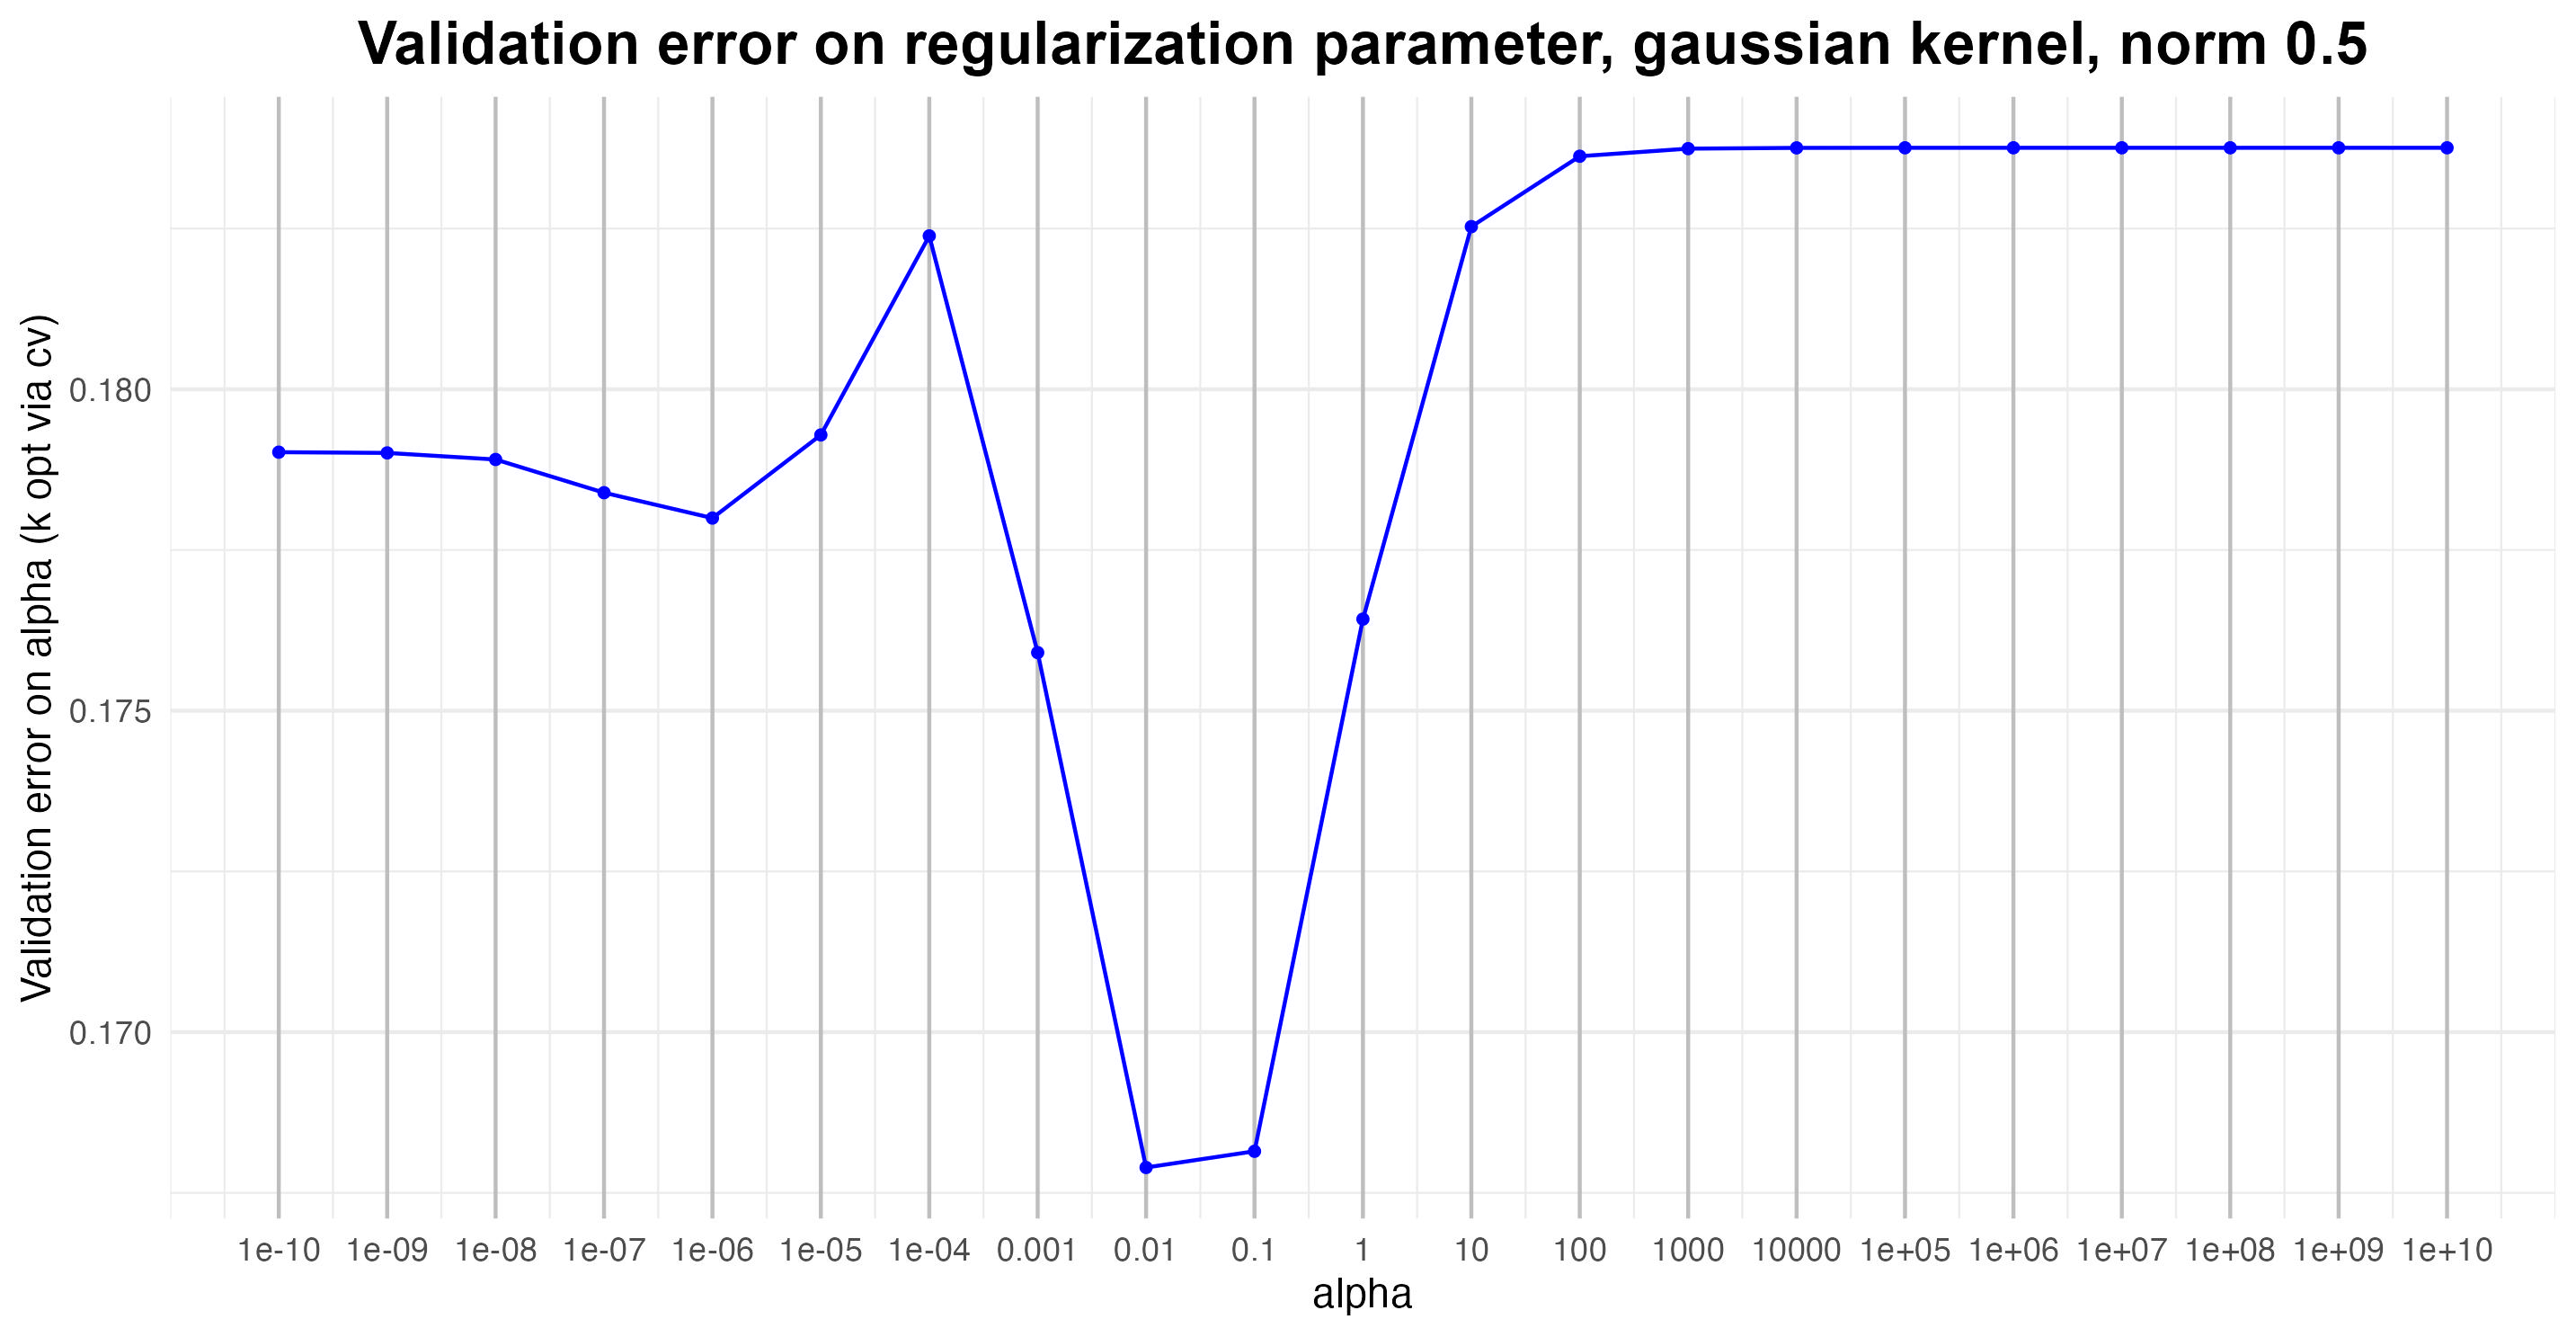 Validation error on regularization parameter, gaussian kernel, norm 0.5
Validation error on alpha (k opt via cv)
0.180
0.175
0.170
1e-10 1e-09 1e-08 1e-07 1e-06 1e-05 1e-04 0.001 0.01 0.1 1 10 100 1000 10000 1e+05 1e+06 1e+07 1e+08 1e+09 1e+10
alpha